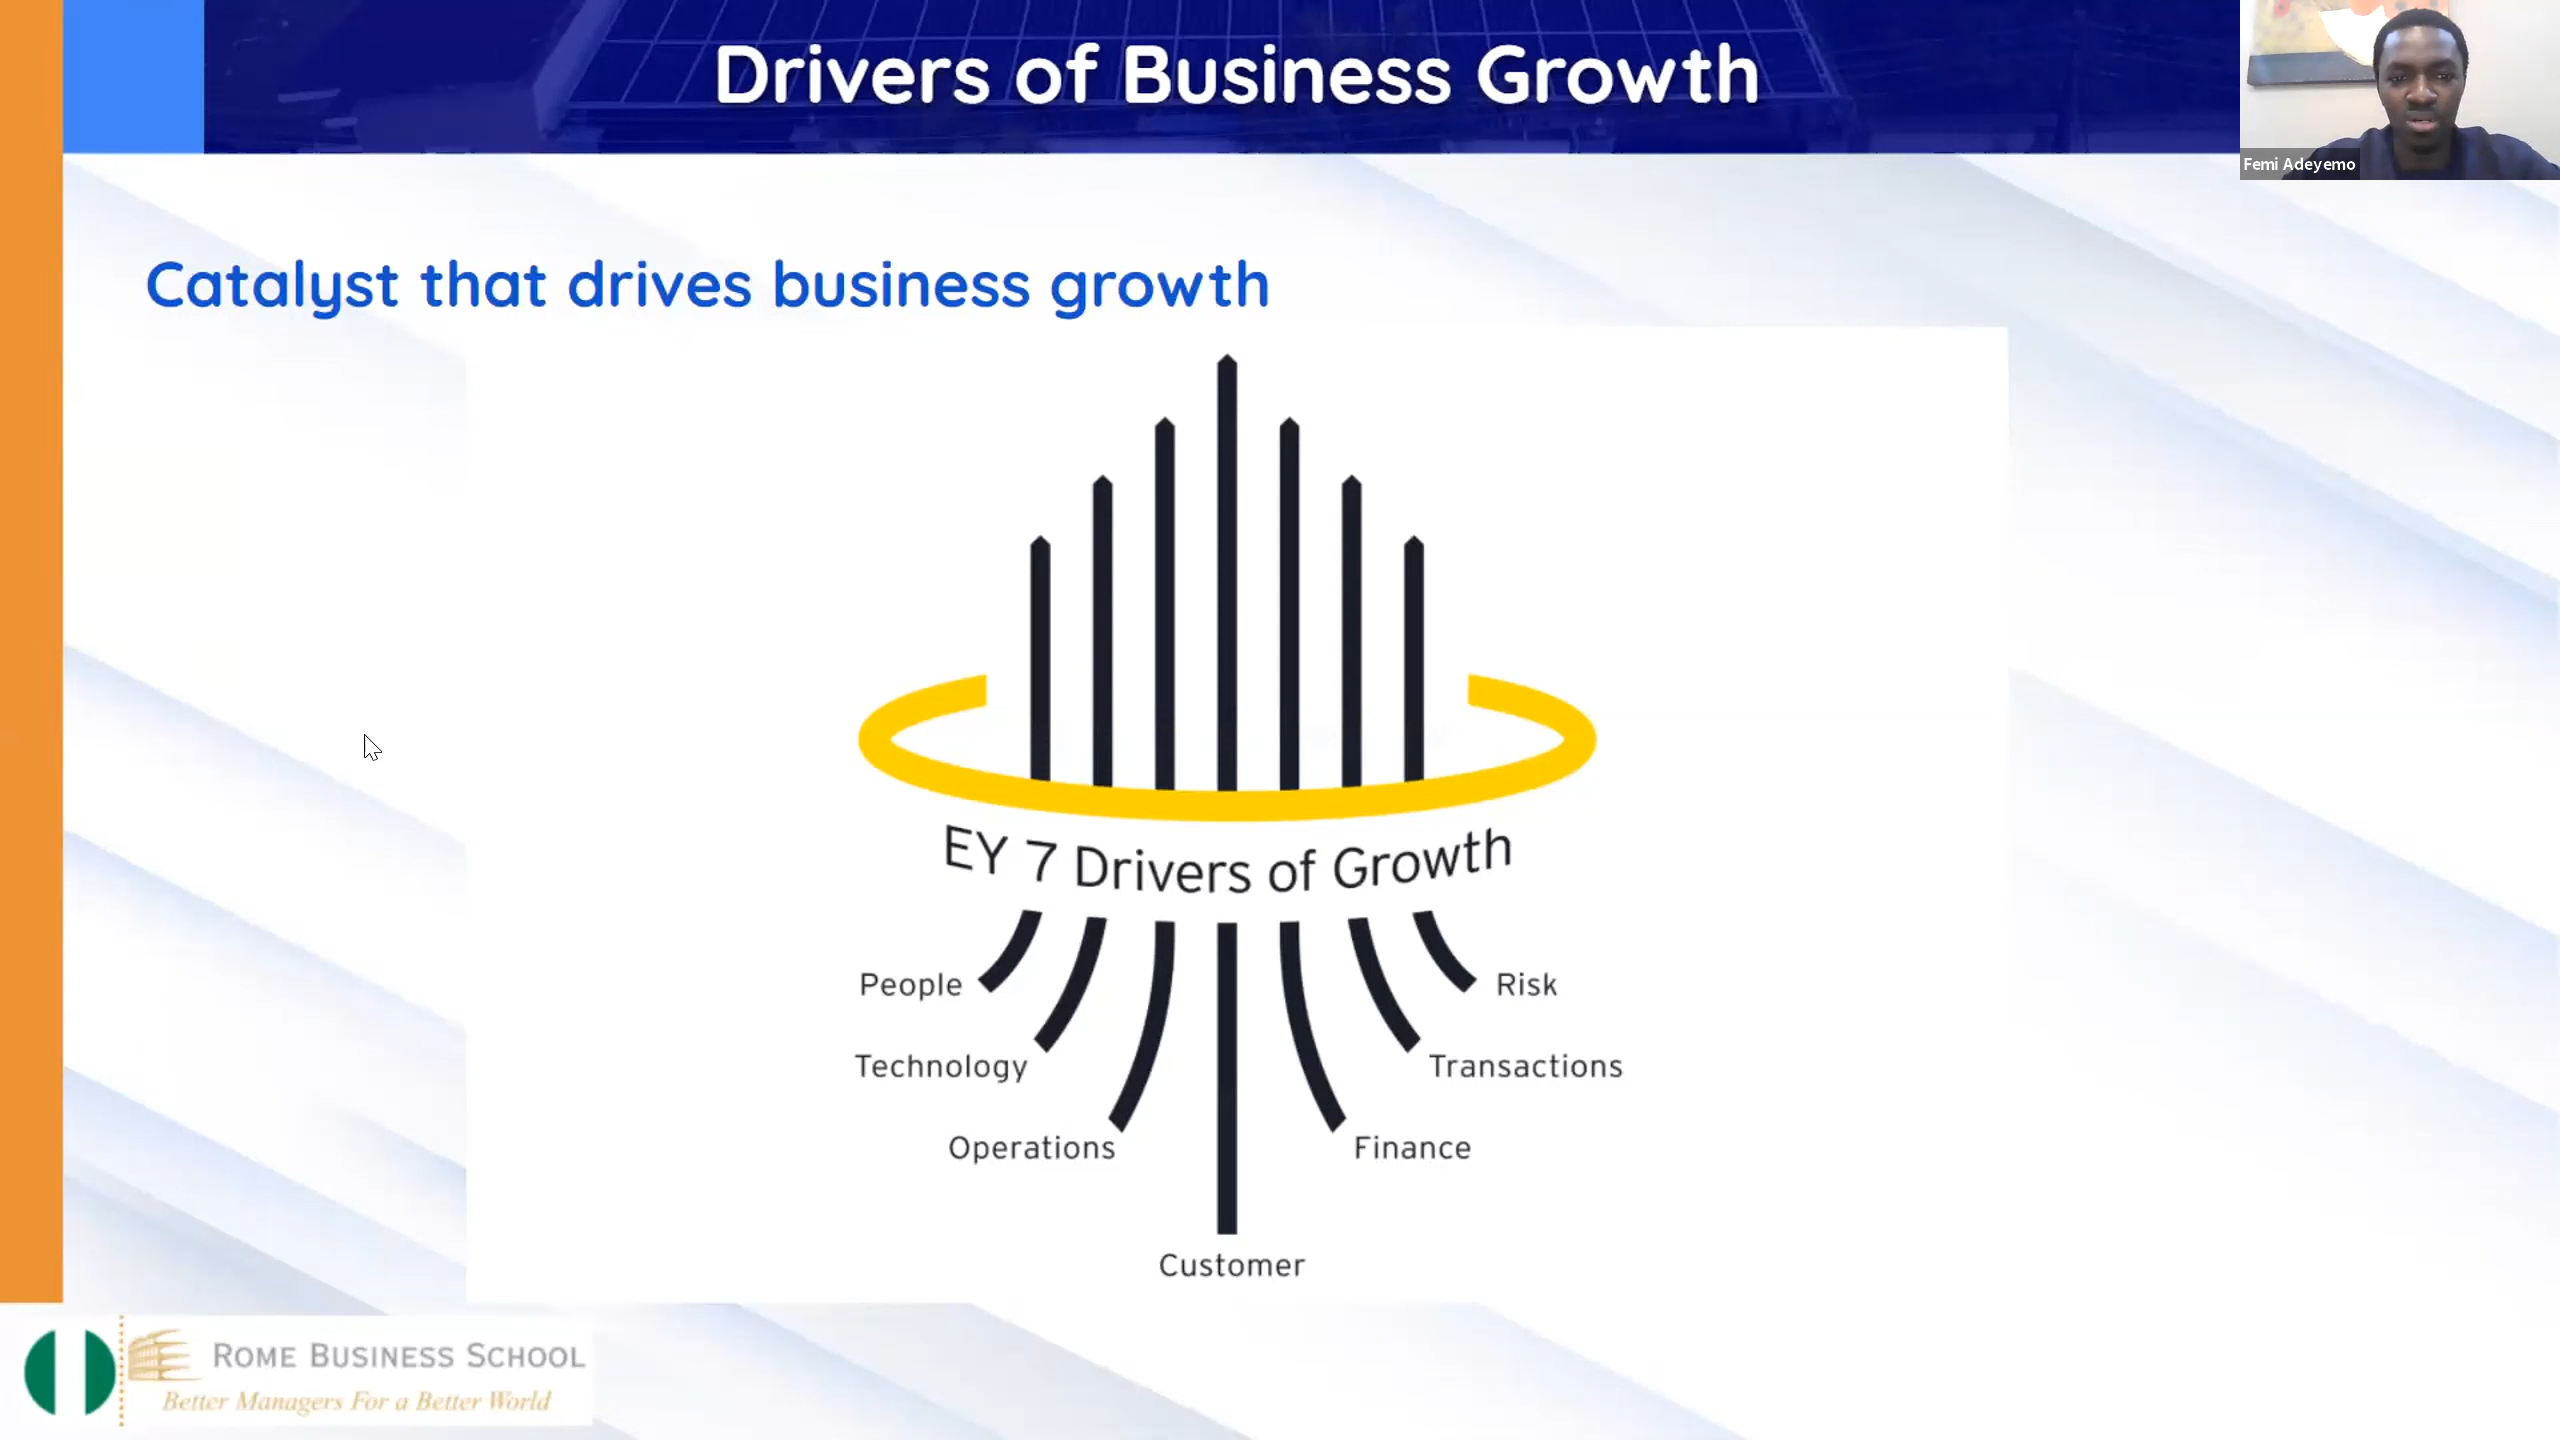 Drivers of Business Growth
Femi Adeyemo
Catalyst that drives business growth
EY 7 Drivers of Growth
People
Risk
Technology
Transactions
Operations
Finance
Customer
ROME BUSINESS SCHOOL
Better Managers For a Better World